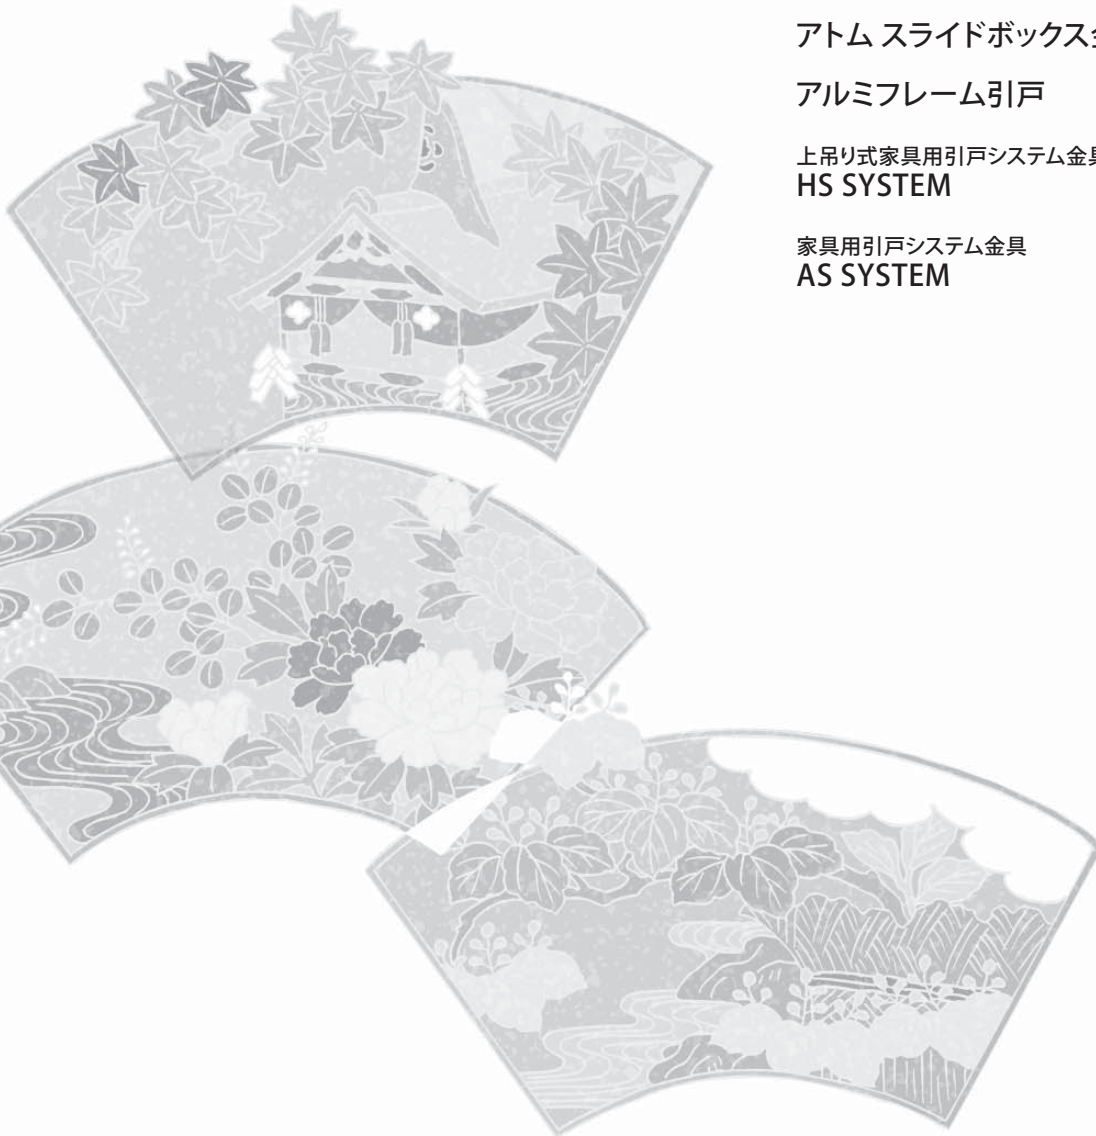 アトム スライドボックス金
アルミフレーム引戸
上吊り式家具用引戸システム金具
HS SYSTEM
家具用引戸システム金具
AS SYSTEM